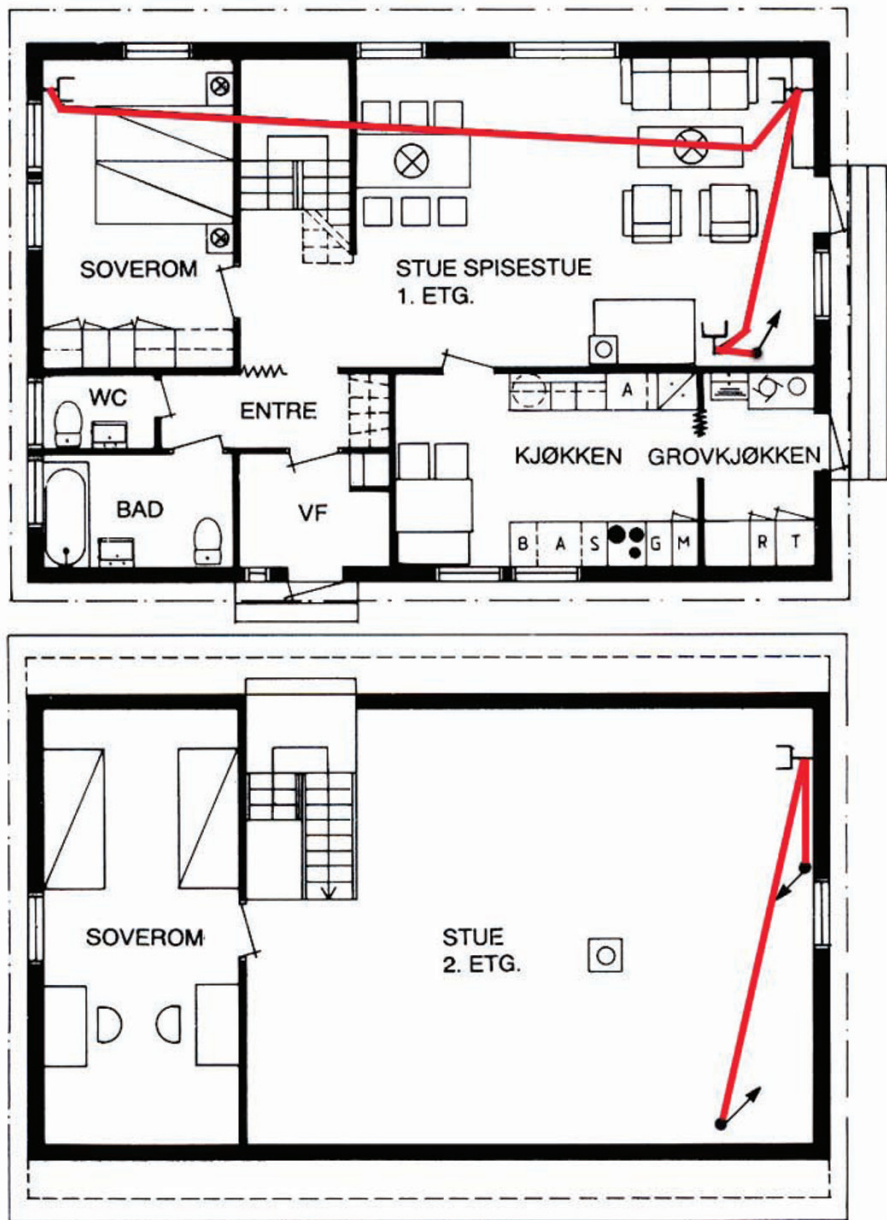 SOVEROM
STUE SPISESTUE
1. ETG.
WC
ENTRE
A
KJØKKEN
GROVKJØKKEN
BAD
VF
B A S G M R T
SOVEROM
STUE
2. ETG.